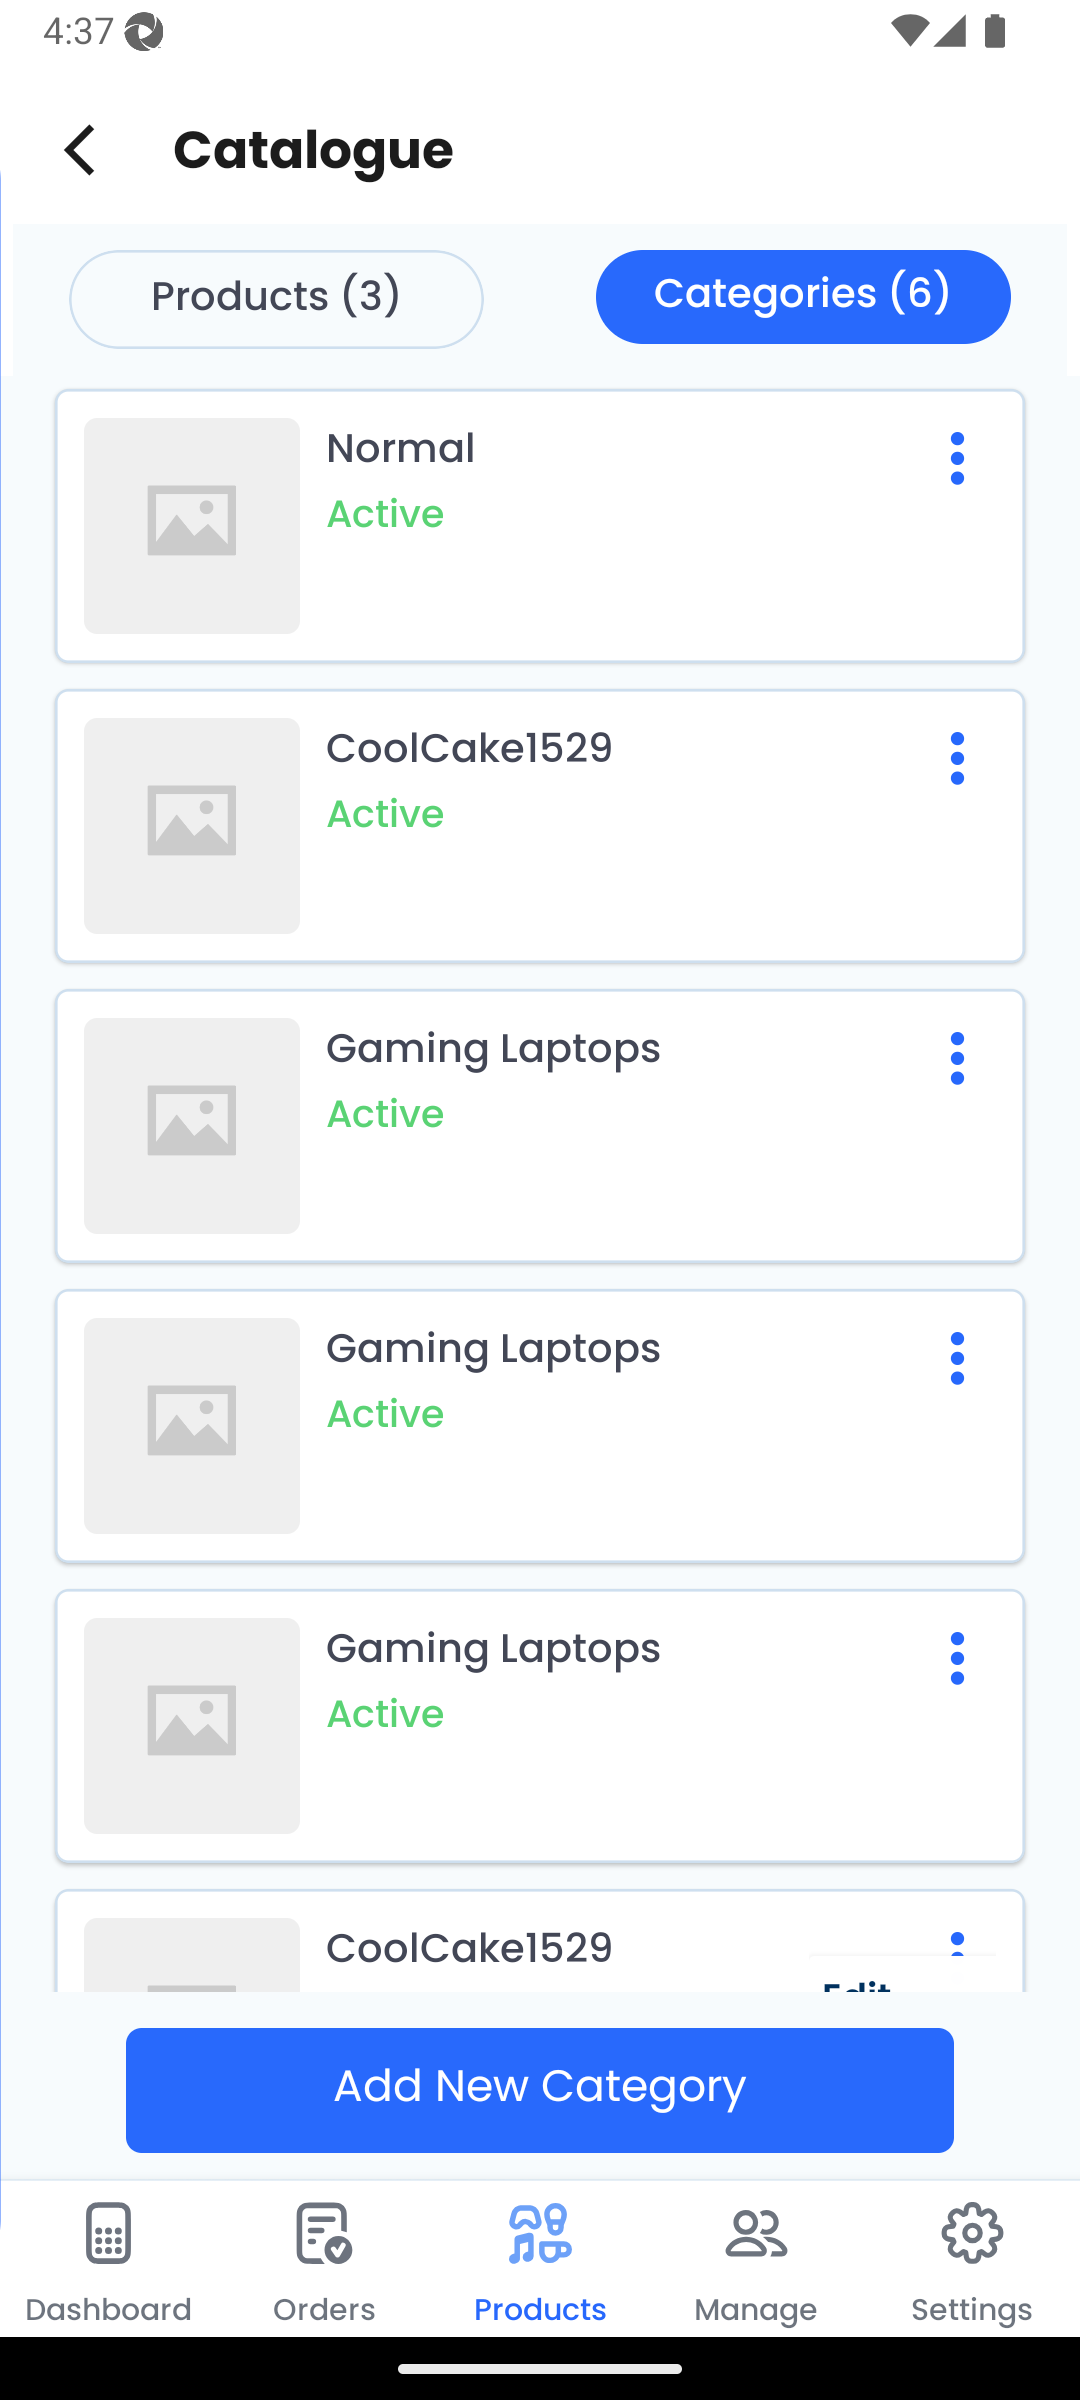 4:37
Catalogue
Products (3)
Categories (6)
Normal
Active
CoolCake1529
Active
Gaming Laptops
Active
Gaming Laptops
Active
Gaming Laptops
Active
CoolCake1529
Edit
Add New Category
Dashboard
Orders
Products
Manage
Settings